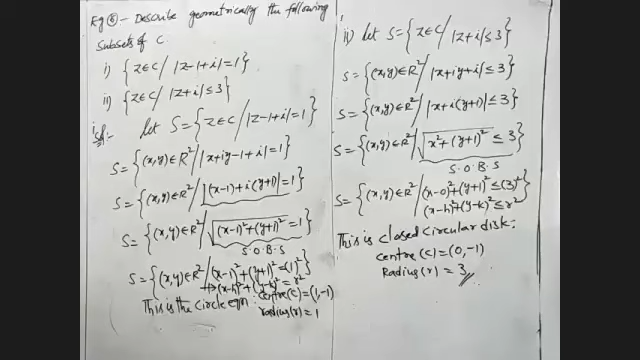 Eg ⑧:- Describe geometrically the following
subsets of C.
i) {z∈C / |z-1+i|=1}
ii) {z∈C / |z+i|≤3}
i Sol:- let S={z∈C / |z-1+i|=1}
S={(x,y)∈R² / |x+iy-1+i|=1}
S={(x,y)∈R² / |(x-1)+i(y+1)|=1}
S={(x,y)∈R² / √(x-1)²+(y+1)² =1}
S.O.B.S
S={(x,y)∈R² / (x-1)²+(y+1)²=(1)²}
→(x-h)²+(y-k)²=r²
This is the circle eqn: centre(c)=(1,-1)
radius(r)=1
ii) let S={z∈C / |z+i|≤3}
S={(x,y)∈R² / |x+iy+i|≤3}
S={(x,y)∈R² / |x+i(y+1)|≤3}
S={(x,y)∈R² / √x²+(y+1)² ≤3}
S.O.B.S
S={(x,y)∈R² / (x-0)²+(y+1)²≤(3)²
(x-h)²+(y-k)²≤r²}
This is closed circular disk:
centre(c)=(0,-1)
Radius(r)=3